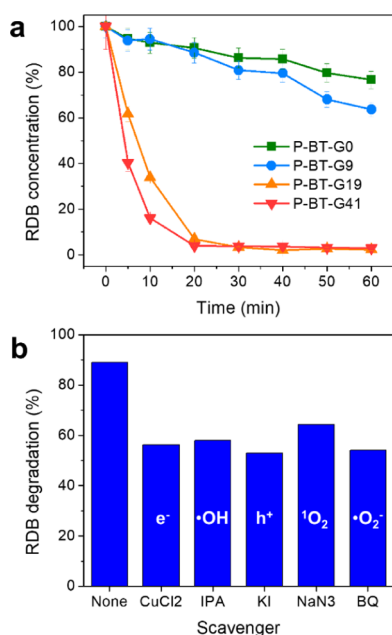 a
RDB concentration (%)
100
80
60
40
20
0
P-BT-G0
P-BT-G9
P-BT-G19
P-BT-G41
0 10 20 30 40 50 60
Time (min)
b
RDB degradation (%)
100
80
60
40
20
0
e⁻ •OH h⁺ ¹O₂ •O₂⁻
None CuCl2 IPA KI NaN3 BQ
Scavenger